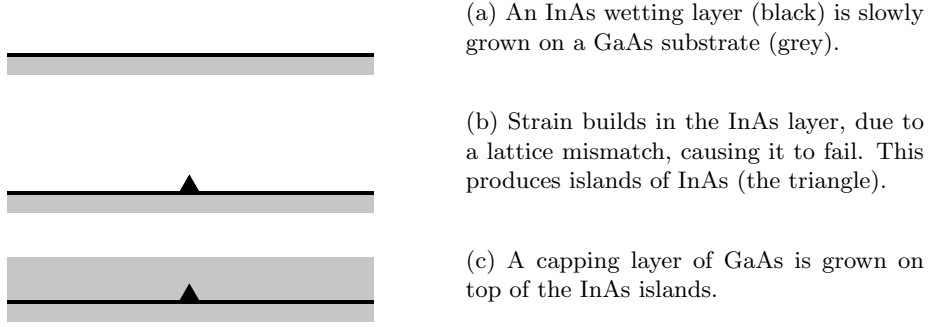 (a) An InAs wetting layer (black) is slowly
grown on a GaAs substrate (grey).
(b) Strain builds in the InAs layer, due to
a lattice mismatch, causing it to fail. This
produces islands of InAs (the triangle).
(c) A capping layer of GaAs is grown on
top of the InAs islands.